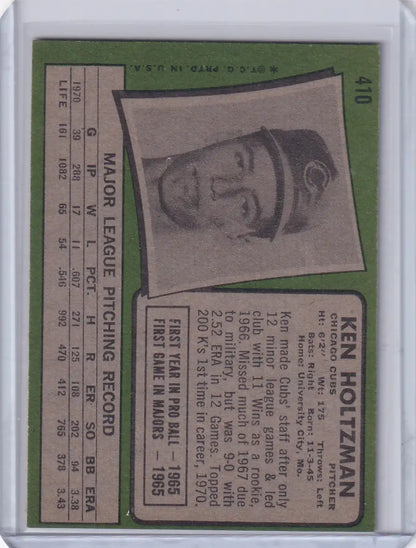 410
KEN HOLTZMAN
CHICAGO CUBS PITCHER
Ht: 6'2" Wt: 175 Throws: Left
Bats: Right Born: 11-3-45
Home: University City, Mo.
Ken made Cubs' staff after only
12 minor league games & led
club with 11 Wins as a rookie,
1966. Missed much of 1967 due
to military, but was 9-0 with
2.52 ERA in 12 Games. Topped
200 K's 1st time in career, 1970.
FIRST YEAR IN PRO BALL — 1965
FIRST GAME IN MAJORS — 1965
MAJOR LEAGUE PITCHING RECORD
G IP W L PCT. H R ER SO BB ERA
1970 39 288 17 11 .607 271 125 108 202 94 3.38
LIFE 161 1082 65 54 .546 992 470 412 765 378 3.43
* ©T.C.G. PRTD. IN U.S.A.